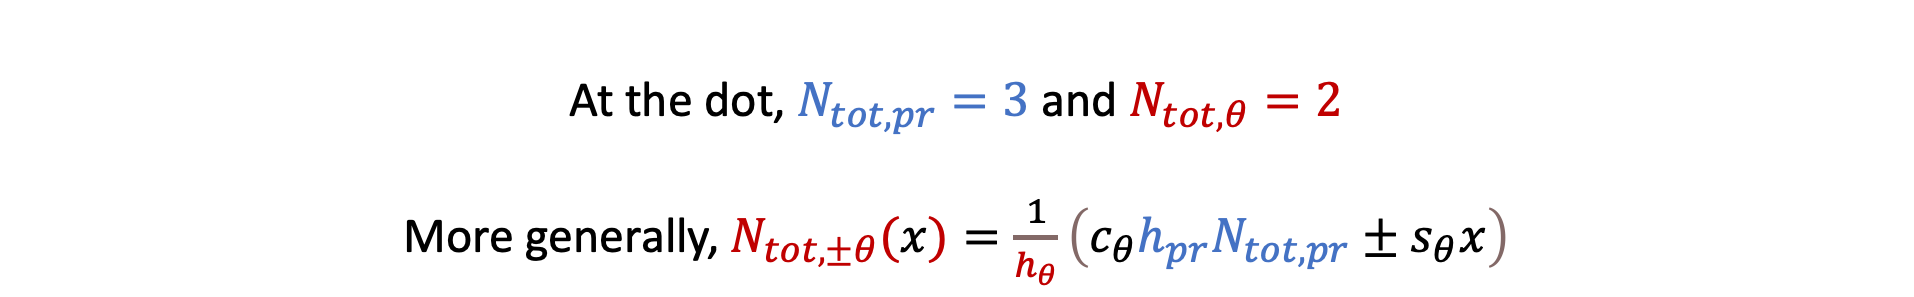 At the dot, N_{tot,pr} = 3 and N_{tot,θ} = 2
More generally, N_{tot,±θ}(x) = \frac{1}{h_θ}(c_θ h_{pr} N_{tot,pr} ± s_θ x)